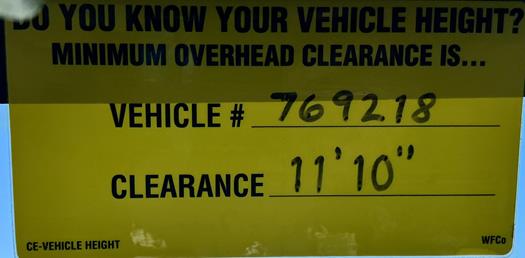 DO YOU KNOW YOUR VEHICLE HEIGHT?
MINIMUM OVERHEAD CLEARANCE IS...
VEHICLE # 769218
CLEARANCE 11'10"
CE-VEHICLE HEIGHT WFCo